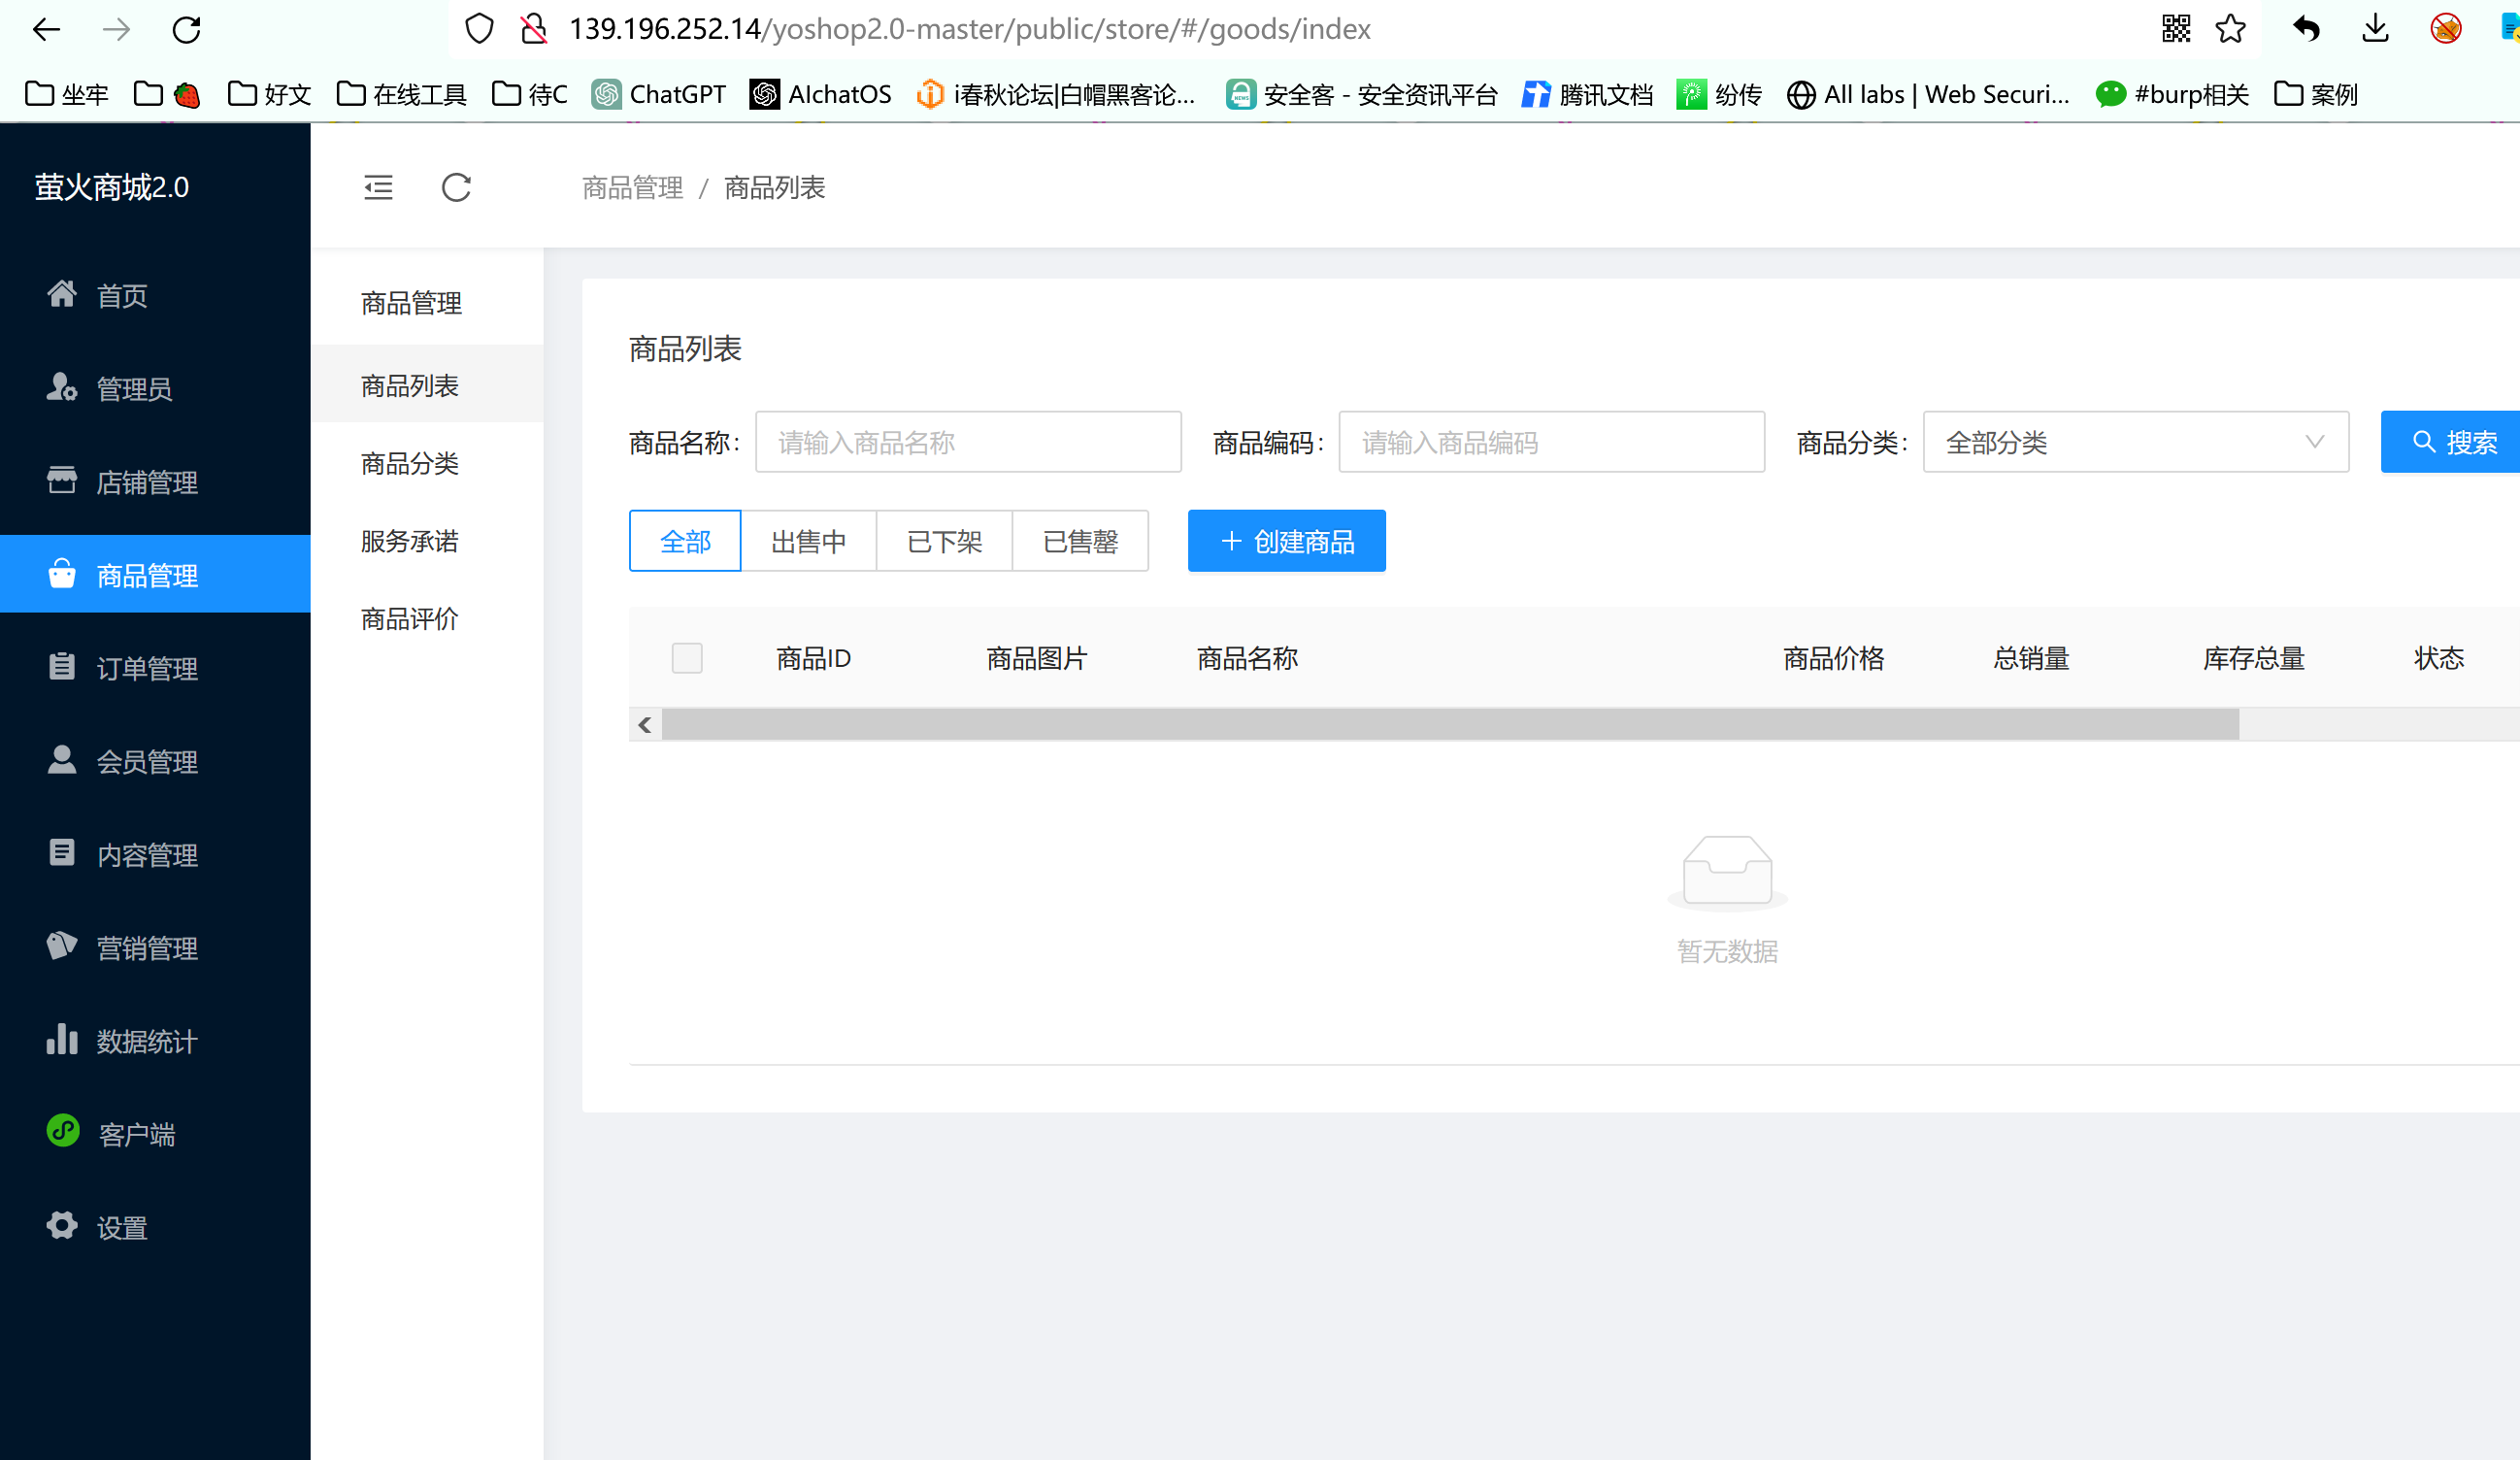 139.196.252.14/yoshop2.0-master/public/store/#/goods/index
坐牢 好文 在线工具 待C ChatGPT AIchatOS i春秋论坛|白帽黑客论... 安全客 - 安全资讯平台 腾讯文档 纷传 All labs | Web Securi... #burp相关 案例
萤火商城2.0
商品管理 / 商品列表
首页
管理员
店铺管理
商品管理
订单管理
会员管理
内容管理
营销管理
数据统计
客户端
设置
商品管理
商品列表
商品分类
服务承诺
商品评价
商品列表
商品名称: 请输入商品名称 商品编码: 请输入商品编码 商品分类: 全部分类 搜索
全部 出售中 已下架 已售罄 创建商品
商品ID 商品图片 商品名称 商品价格 总销量 库存总量 状态
暂无数据